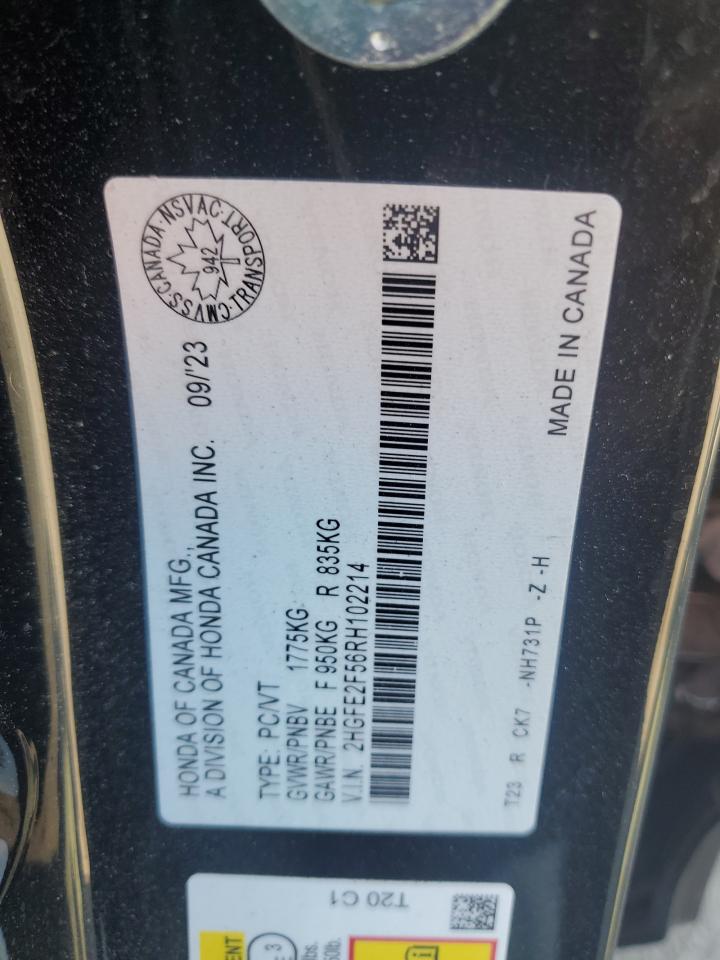 HONDA OF CANADA MFG.,
A DIVISION OF HONDA CANADA INC. 09/'23
CMVSS·CANADA·NSVAC·TRANSPORT·
942
TYPE: PC/VT
GVWR/PNBV 1775KG
GAWR/PNBE F 950KG R 835KG
V.I.N. 2HGFE2F56RH102214
MADE IN CANADA
T23 R CK7 -NH731P -Z -H
T20 C1
3